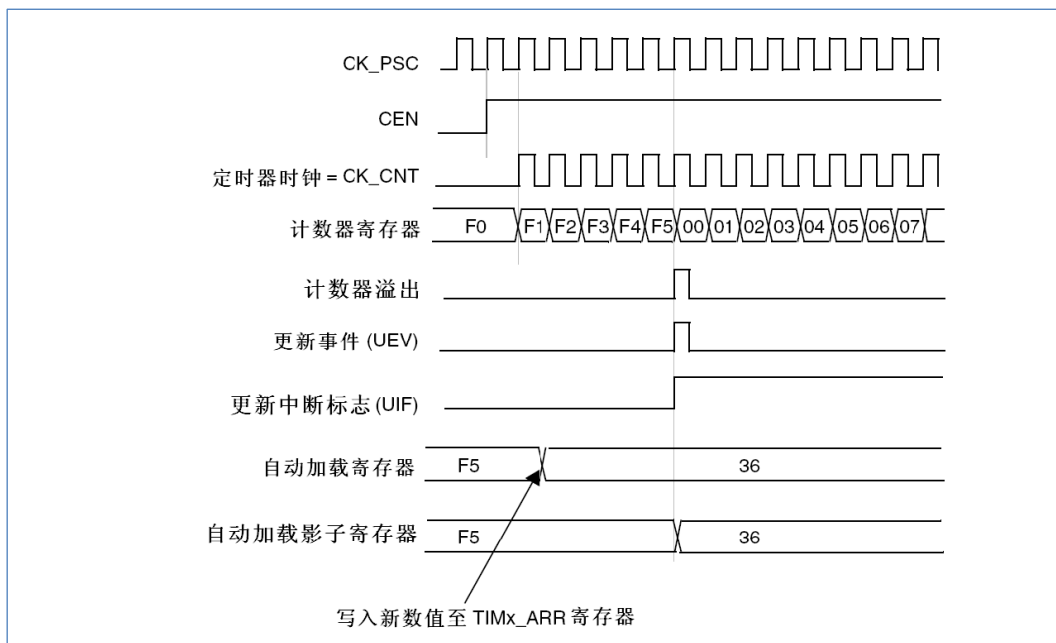 CK_PSC
CEN
定时器时钟 = CK_CNT
计数器寄存器 F0 F1 F2 F3 F4 F5 00 01 02 03 04 05 06 07
计数器溢出
更新事件 (UEV)
更新中断标志 (UIF)
自动加载寄存器 F5 36
自动加载影子寄存器 F5 36
写入新数值至 TIMx_ARR 寄存器